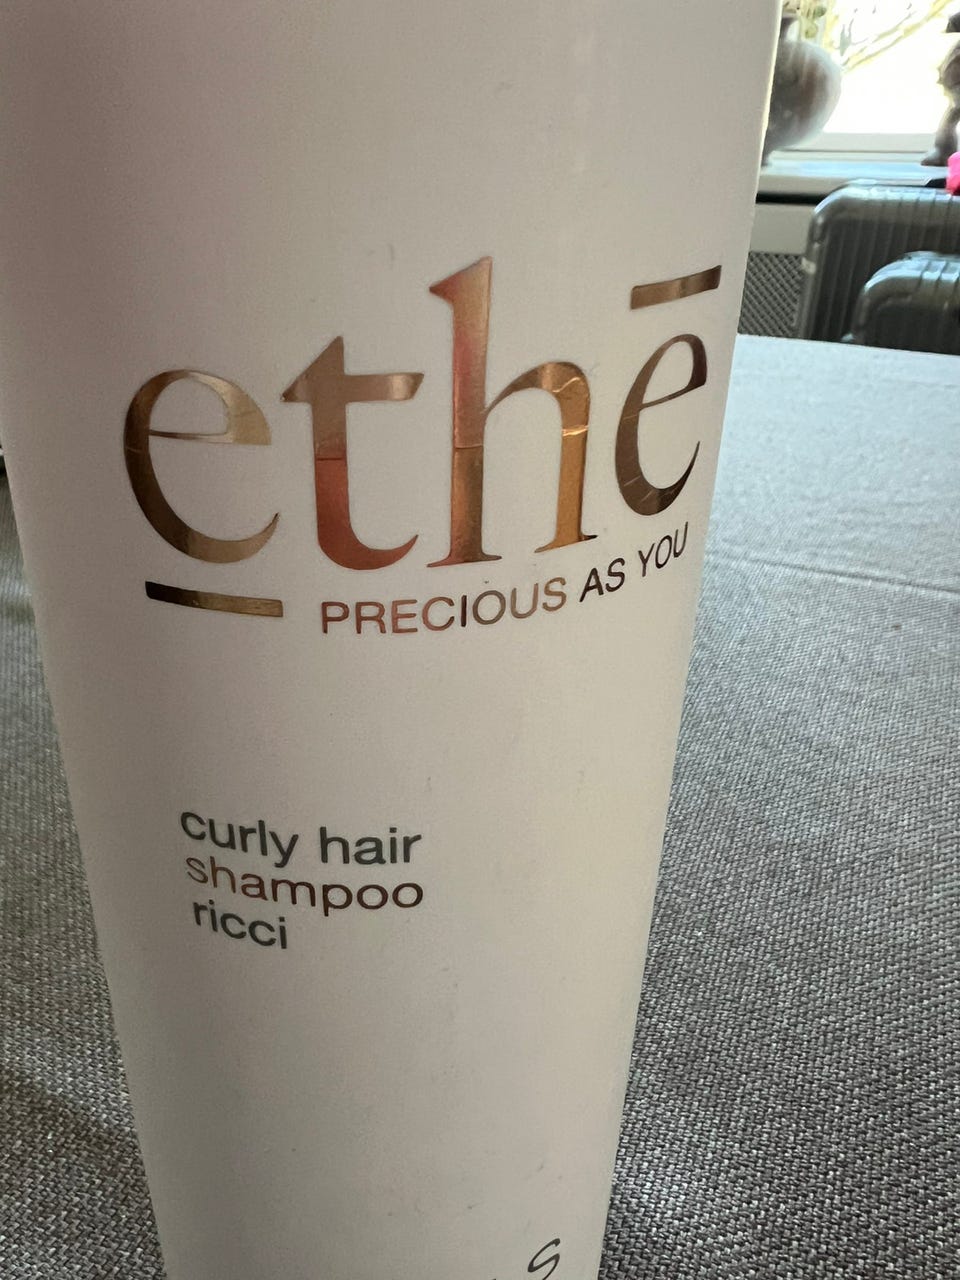 ethē
PRECIOUS AS YOU
curly hair
shampoo
ricci